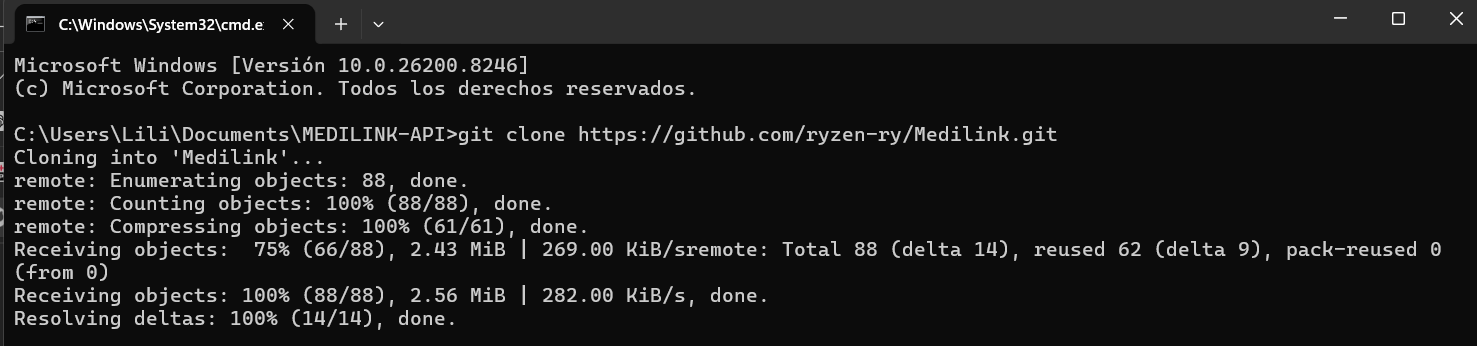 C:\Windows\System32\cmd.e
Microsoft Windows [Versión 10.0.26200.8246]
(c) Microsoft Corporation. Todos los derechos reservados.
C:\Users\Lili\Documents\MEDILINK-API>git clone https://github.com/ryzen-ry/Medilink.git
Cloning into 'Medilink'...
remote: Enumerating objects: 88, done.
remote: Counting objects: 100% (88/88), done.
remote: Compressing objects: 100% (61/61), done.
Receiving objects:  75% (66/88), 2.43 MiB | 269.00 KiB/sremote: Total 88 (delta 14), reused 62 (delta 9), pack-reused 0
(from 0)
Receiving objects: 100% (88/88), 2.56 MiB | 282.00 KiB/s, done.
Resolving deltas: 100% (14/14), done.